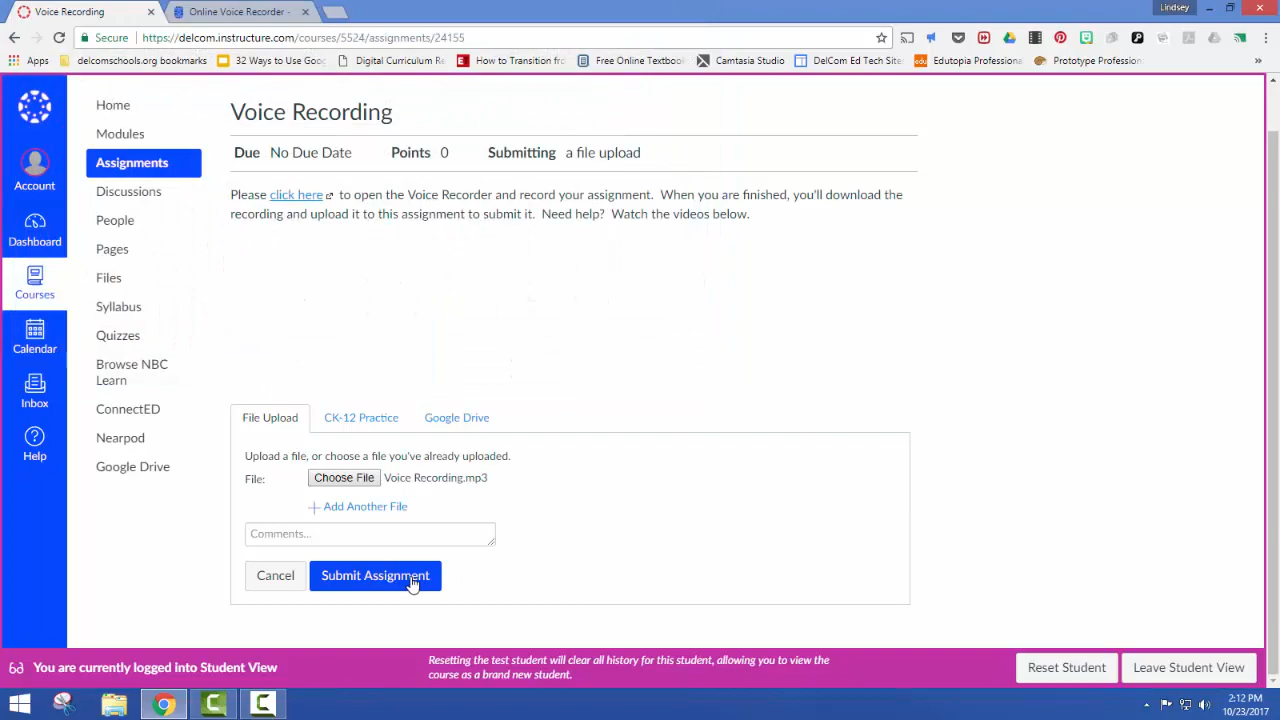 Voice Recording
Online Voice Recorder -
Lindsey
Secure
https://delcom.instructure.com/courses/5524/assignments/24155
Apps
delcomschools.org bookmarks
32 Ways to Use Goog
Digital Curriculum Re
How to Transition fro
Free Online Textboo
Camtasia Studio
DelCom Ed Tech Site
edu
Edutopia Professiona
Prototype Profession
»
Account
Dashboard
Courses
Calendar
Inbox
Help
Home
Modules
Assignments
Discussions
People
Pages
Files
Syllabus
Quizzes
Browse NBC
Learn
ConnectED
Nearpod
Google Drive
Voice Recording
Due No Due Date Points 0 Submitting a file upload
Please click here to open the Voice Recorder and record your assignment. When you are finished, you'll download the
recording and upload it to this assignment to submit it. Need help? Watch the videos below.
File Upload CK-12 Practice Google Drive
Upload a file, or choose a file you've already uploaded.
File: Choose File Voice Recording.mp3
Add Another File
Comments...
Cancel Submit Assignment
You are currently logged into Student View
Resetting the test student will clear all history for this student, allowing you to view the
course as a brand new student.
Reset Student
Leave Student View
2:12 PM
10/23/2017